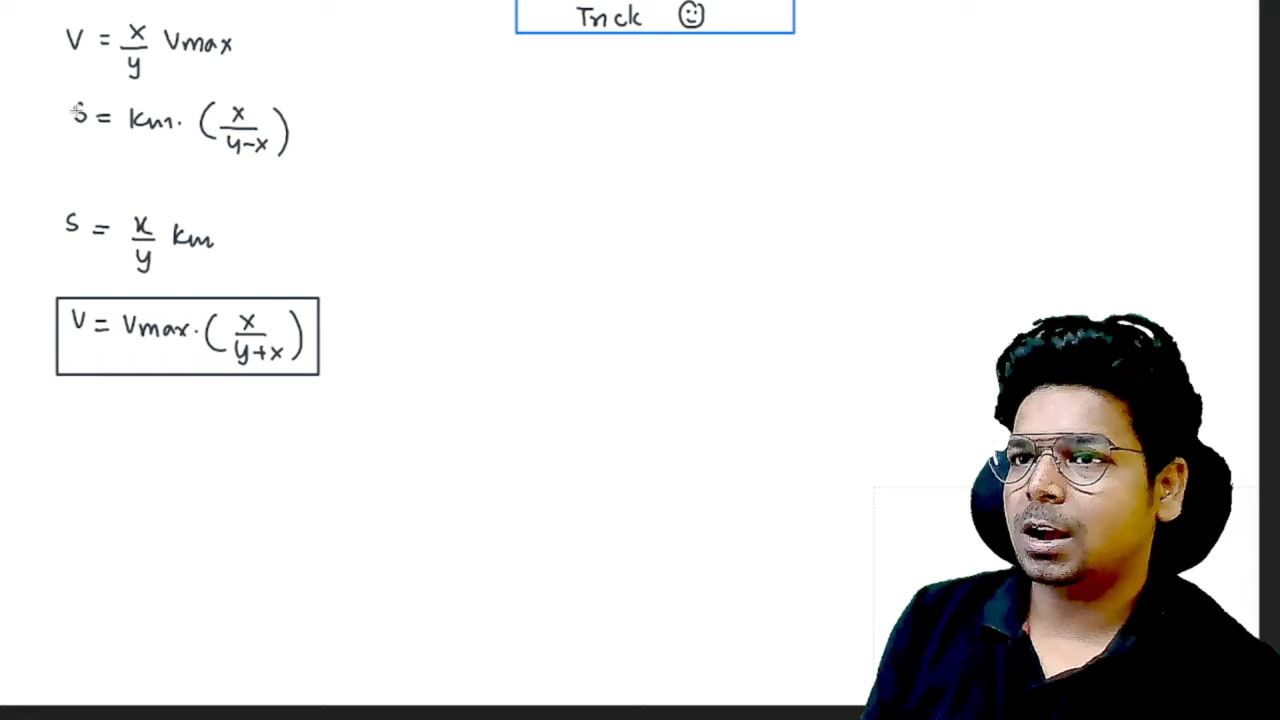 Trick ☺
V = x/y Vmax
S = km. (x/y-x)
S = x/y km
V = Vmax. (x/y+x)